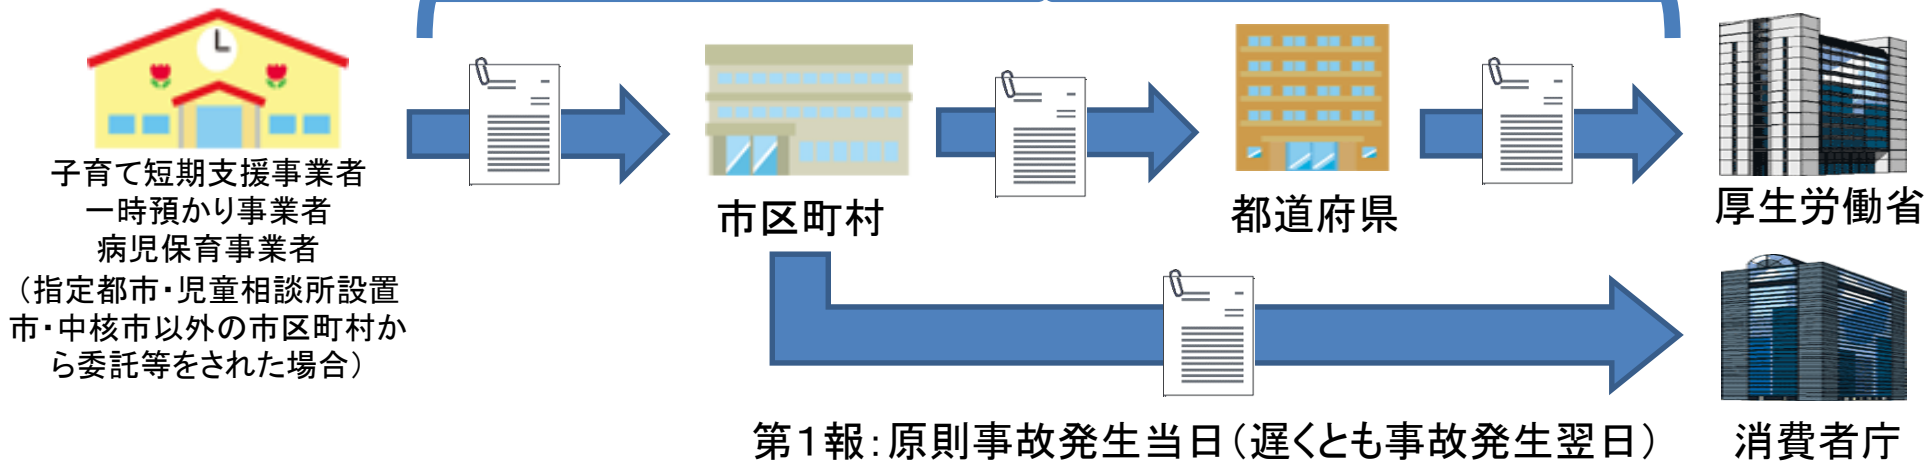 子育て短期支援事業者
一時預かり事業者
病児保育事業者
（指定都市・児童相談所設置
市・中核市以外の市区町村か
ら委託等をされた場合）
市区町村
都道府県
厚生労働省
第１報：原則事故発生当日（遅くとも事故発生翌日）
消費者庁